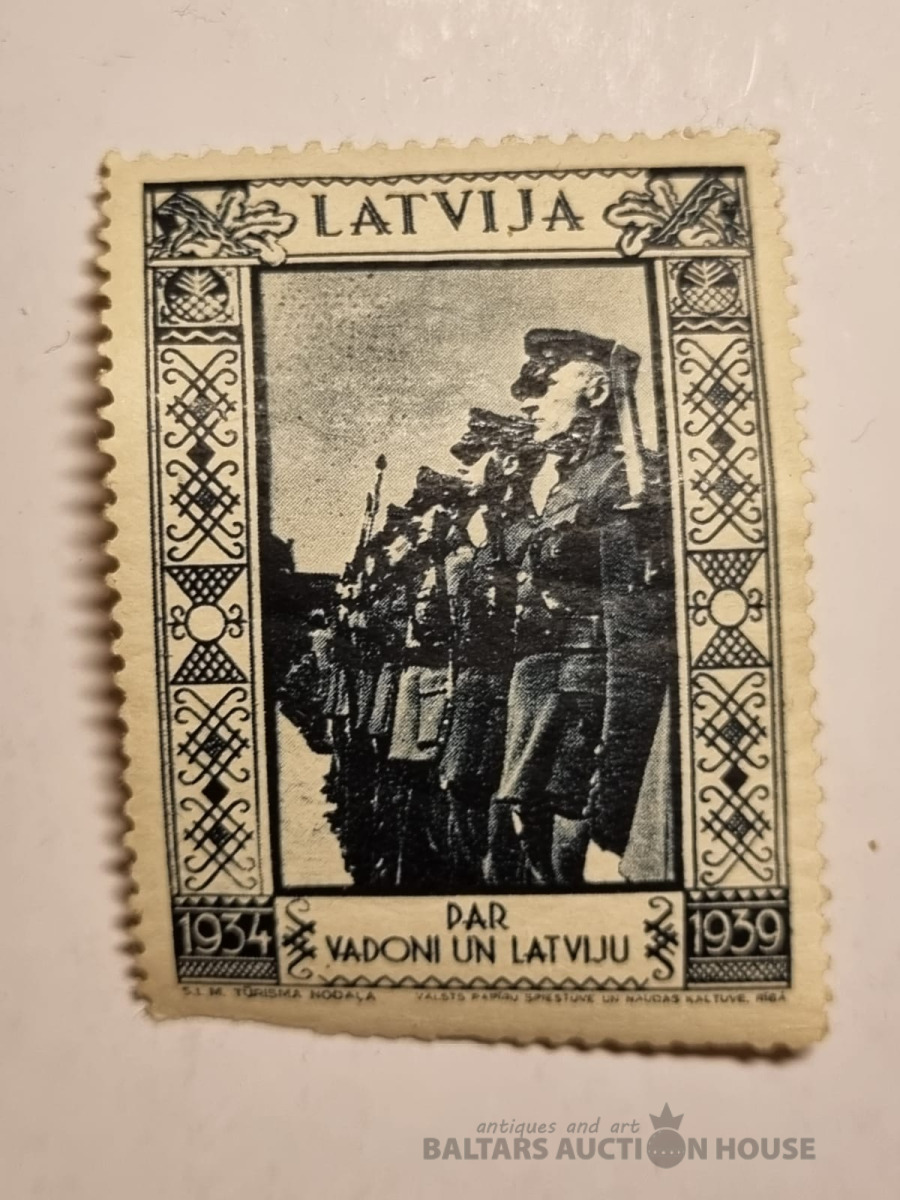 LATVIJA
PAR
VADONI UN LATVIJU
1934
1939
S.I.M. TŪRISMA NODAĻA
VALSTS PAPĪRU SPIESTUVE UN NAUDAS KALTUVE, RĪGĀ
antiques and art
BALTARS AUCTION HOUSE